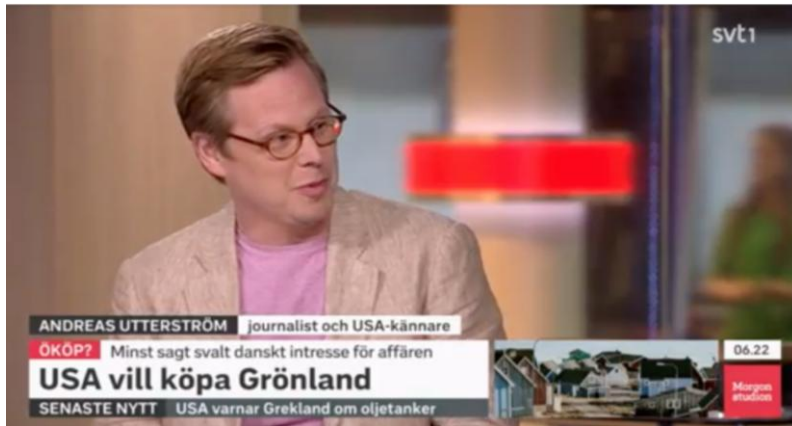 svt1
ANDREAS UTTERSTRÖM journalist och USA-kännare
ÖKÖP? Minst sagt svalt danskt intresse för affären
06.22
USA vill köpa Grönland
Morgon
studion
SENASTE NYTT USA varnar Grekland om oljetanker